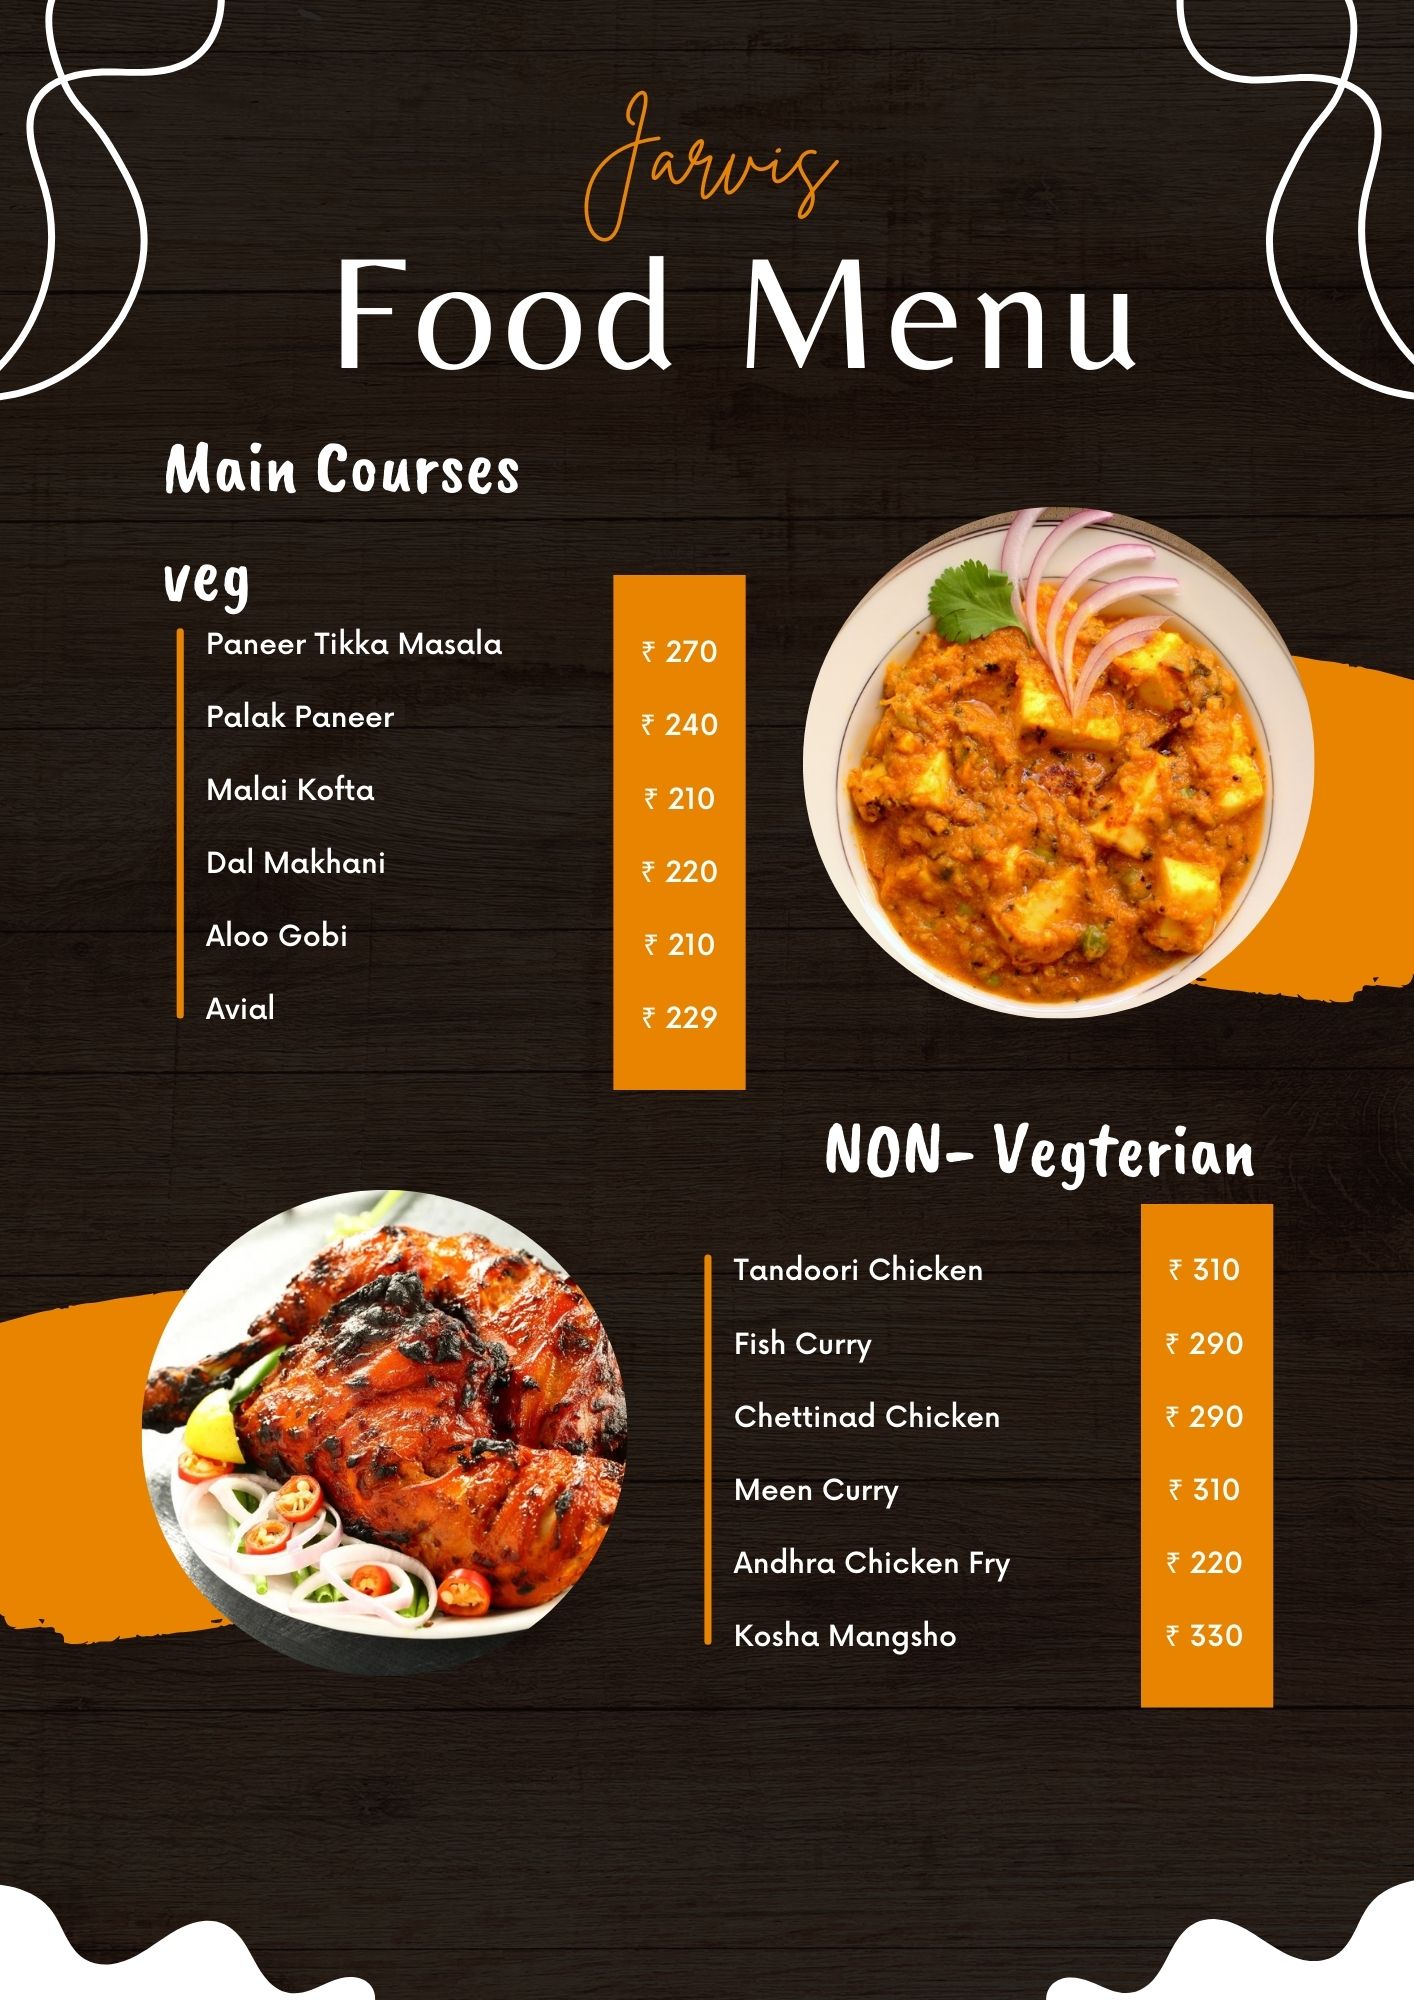 Jarvis
Food Menu
Main Courses
veg
Paneer Tikka Masala ₹ 270
Palak Paneer ₹ 240
Malai Kofta ₹ 210
Dal Makhani ₹ 220
Aloo Gobi ₹ 210
Avial ₹ 229
NON- Vegterian
Tandoori Chicken ₹ 310
Fish Curry ₹ 290
Chettinad Chicken ₹ 290
Meen Curry ₹ 310
Andhra Chicken Fry ₹ 220
Kosha Mangsho ₹ 330